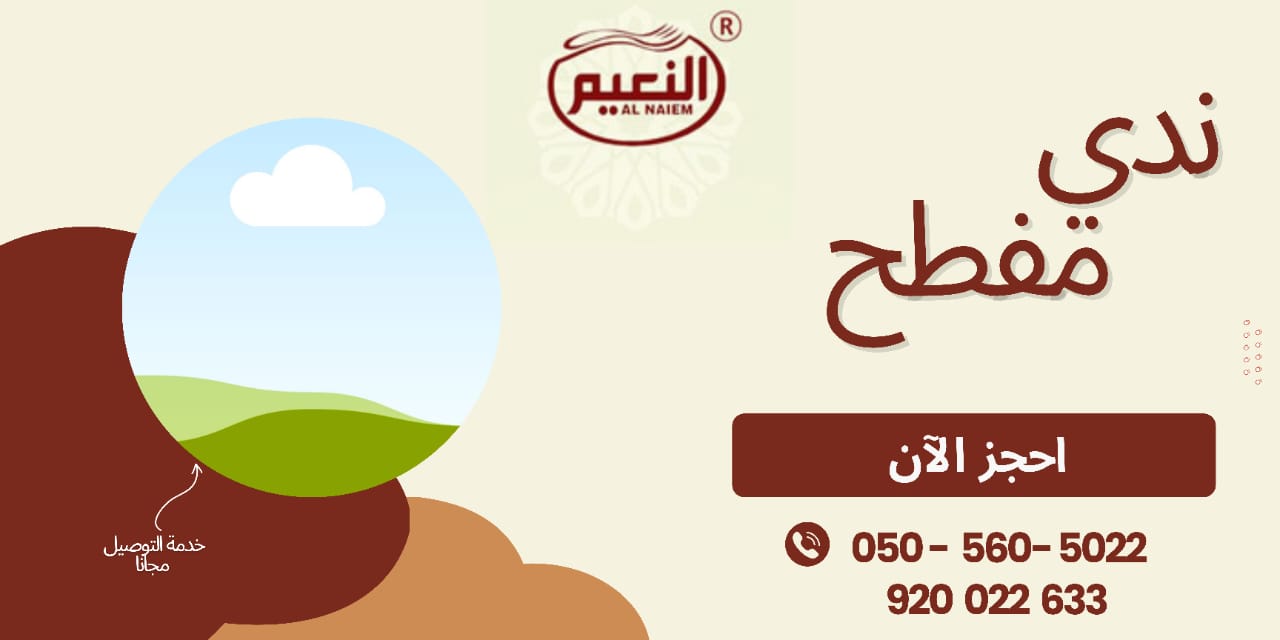 النعيم ®
AL NAIEM
ندي
مفطح
احجز الآن
050 - 560- 5022
920 022 633
خدمة التوصيل
مجانا